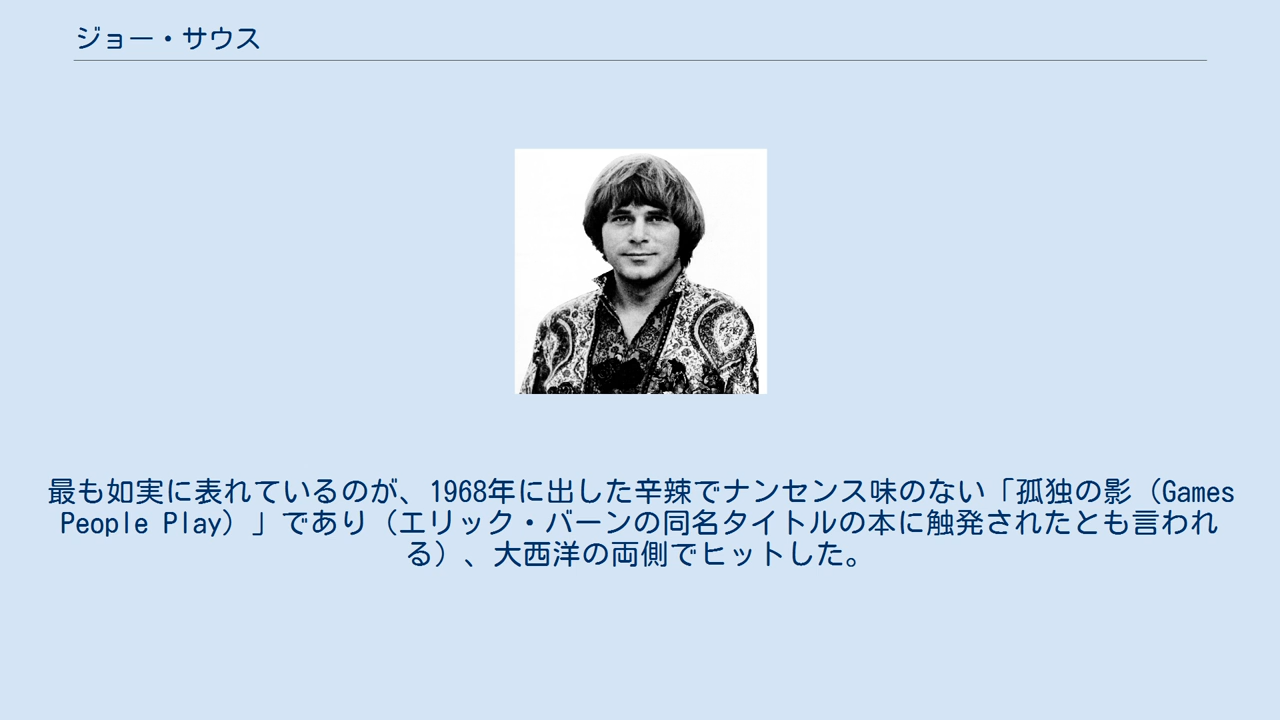 ジョー・サウス
最も如実に表れているのが、1968年に出した辛辣でナンセンス味のない「孤独の影（Games
People Play）」であり（エリック・バーンの同名タイトルの本に触発されたとも言われ
る）、大西洋の両側でヒットした。